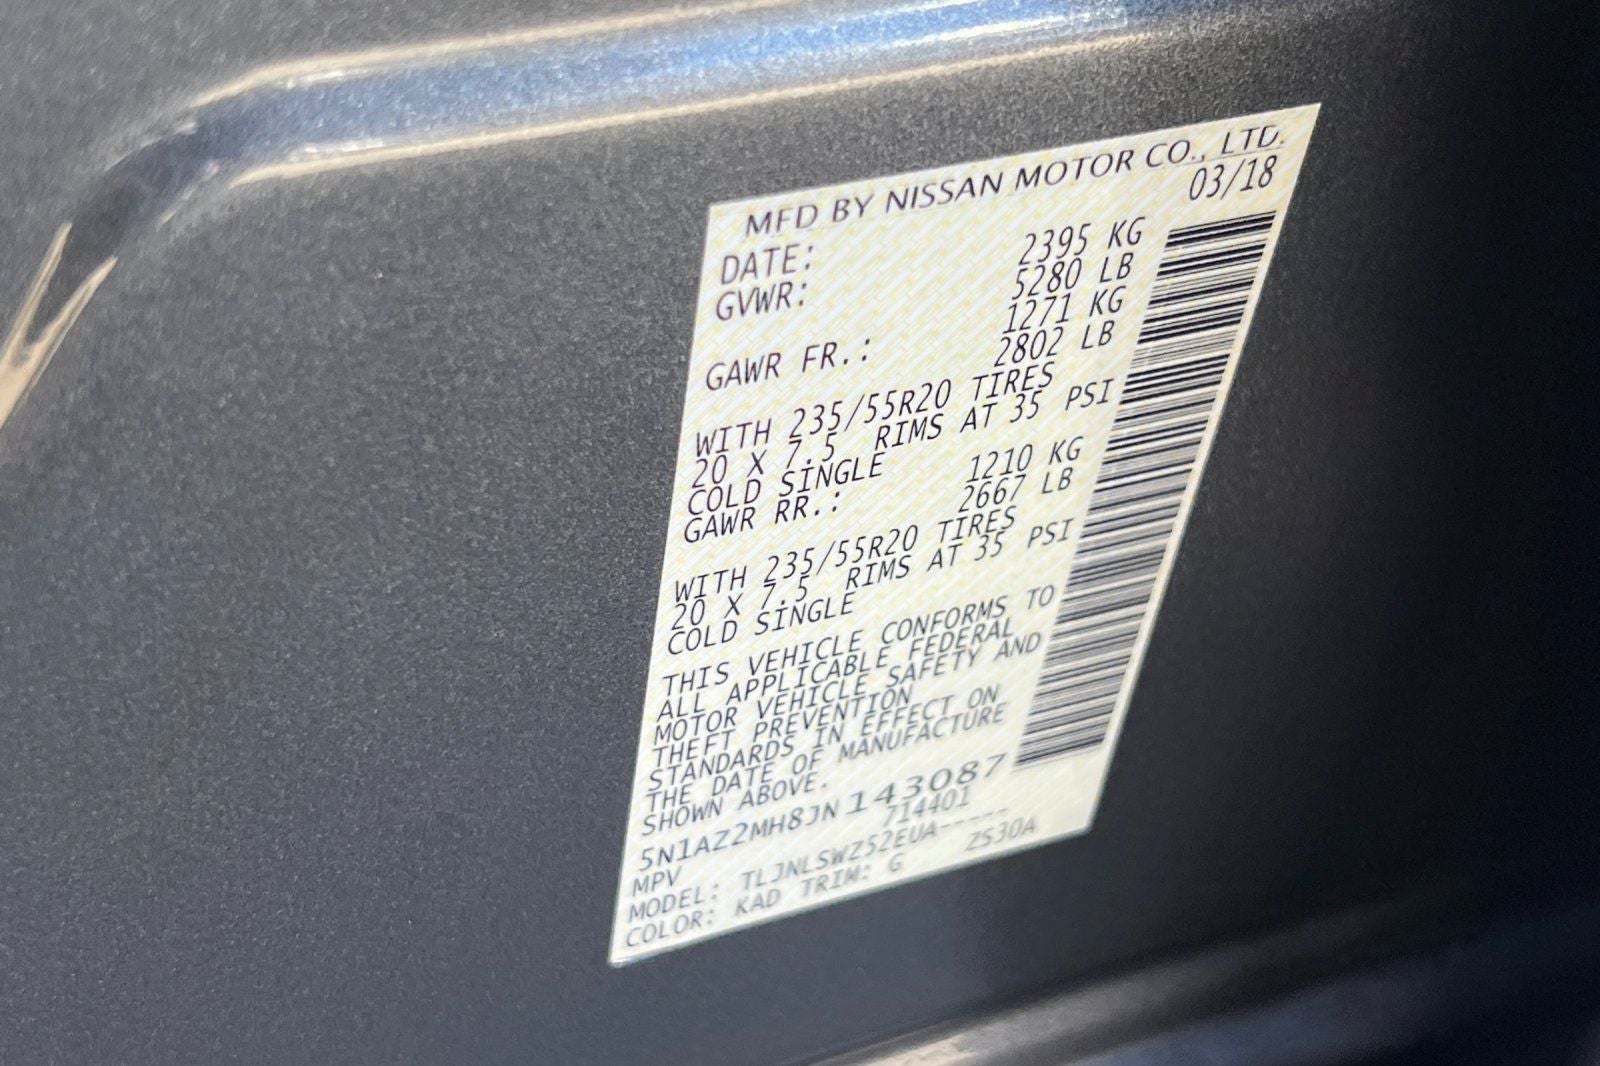 MFD BY NISSAN MOTOR CO., LTD.
DATE: 03/18
GVWR: 2395 KG
5280 LB
GAWR FR.: 1271 KG
2802 LB
WITH 235/55R20 TIRES
20 X 7.5 RIMS AT 35 PSI
COLD SINGLE
GAWR RR.: 1210 KG
2667 LB
WITH 235/55R20 TIRES
20 X 7.5 RIMS AT 35 PSI
COLD SINGLE
THIS VEHICLE CONFORMS TO
ALL APPLICABLE FEDERAL
MOTOR VEHICLE SAFETY AND
THEFT PREVENTION
STANDARDS IN EFFECT ON
THE DATE OF MANUFACTURE
SHOWN ABOVE.
5N1AZ2MH8JN143087
MPV 714401
MODEL: TLJNLSWZ52EUA-----
COLOR: KAD TRIM: G ZS30A